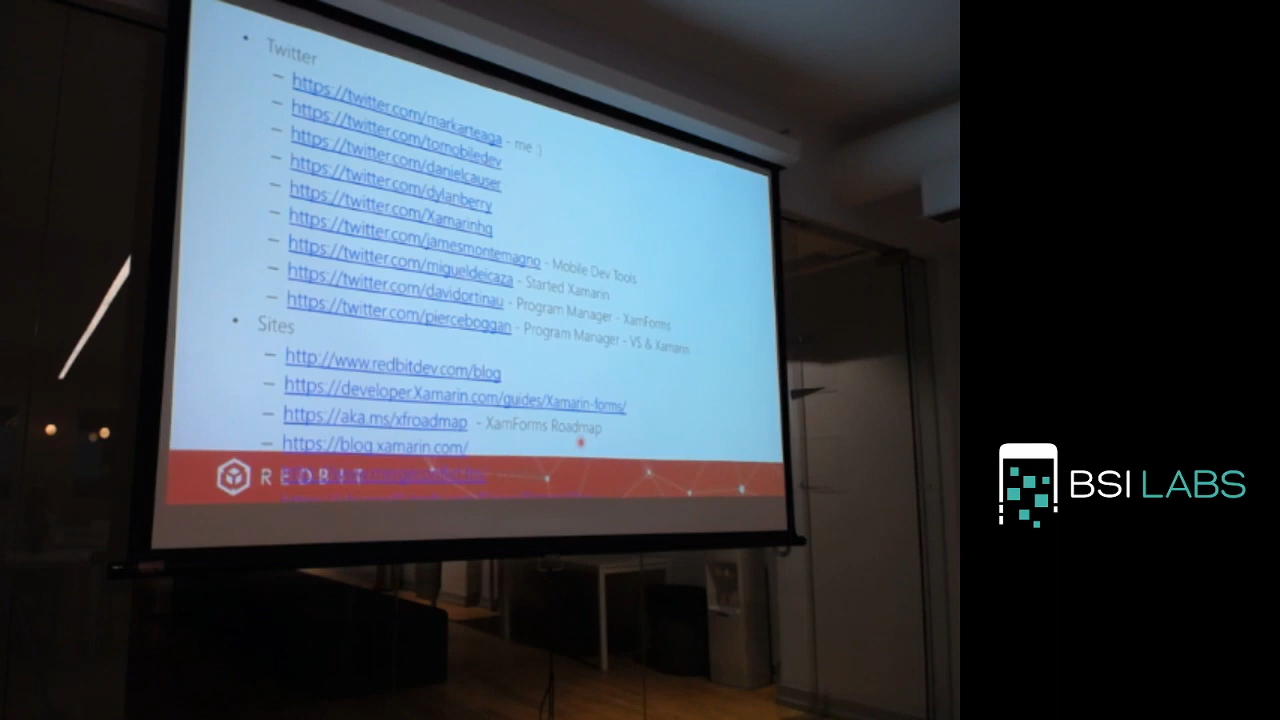 • Twitter
– https://twitter.com/markarteaga - me :)
– https://twitter.com/tomobiledev
– https://twitter.com/danielcauser
– https://twitter.com/dylanberry
– https://twitter.com/Xamarinhq
– https://twitter.com/jamesmontemagno - Mobile Dev Tools
– https://twitter.com/migueldeicaza - Started Xamarin
– https://twitter.com/davidortinau - Program Manager - XamForms
– https://twitter.com/pierceboggan - Program Manager - VS & Xamarin
• Sites
– http://www.redbitdev.com/blog
– https://developer.Xamarin.com/guides/Xamarin-forms/
– https://aka.ms/xfroadmap - XamForms Roadmap
– https://blog.xamarin.com/
REDBIT
BSI LABS